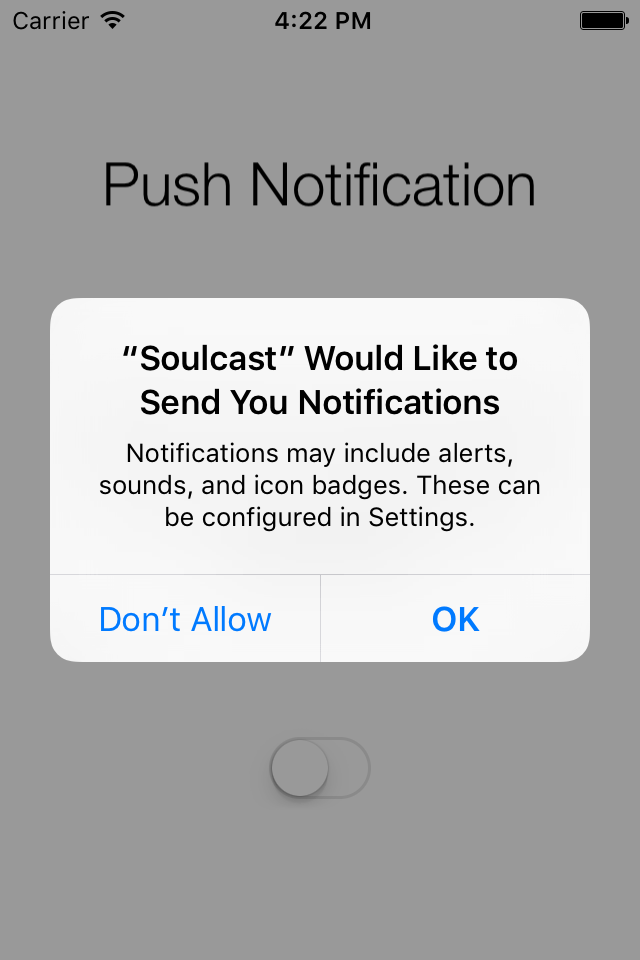 Carrier 4:22 PM
Push Notification
“Soulcast” Would Like to
Send You Notifications
Notifications may include alerts,
sounds, and icon badges. These can
be configured in Settings.
Don’t Allow OK